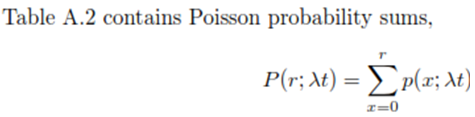 Table A.2 contains Poisson probability sums,
P(r; λt) = ∑_{x=0}^{r} p(x; λt)